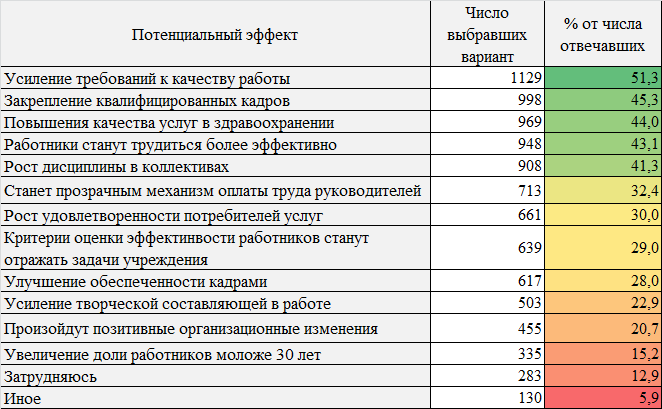 Потенциальный эффект
Число
выбравших
вариант
% от числа
отвечавших
Усиление требований к качеству работы 1129 51,3
Закрепление квалифицированных кадров 998 45,3
Повышения качества услуг в здравоохранении 969 44,0
Работники станут трудиться более эффективно 948 43,1
Рост дисциплины в коллективах 908 41,3
Станет прозрачным механизм оплаты труда руководителей 713 32,4
Рост удовлетворенности потребителей услуг 661 30,0
Критерии оценки эффектинвости работников станут
отражать задачи учреждения 639 29,0
Улучшение обеспеченности кадрами 617 28,0
Усиление творческой составляющей в работе 503 22,9
Произойдут позитивные организационные изменения 455 20,7
Увеличение доли работников моложе 30 лет 335 15,2
Затрудняюсь 283 12,9
Иное 130 5,9